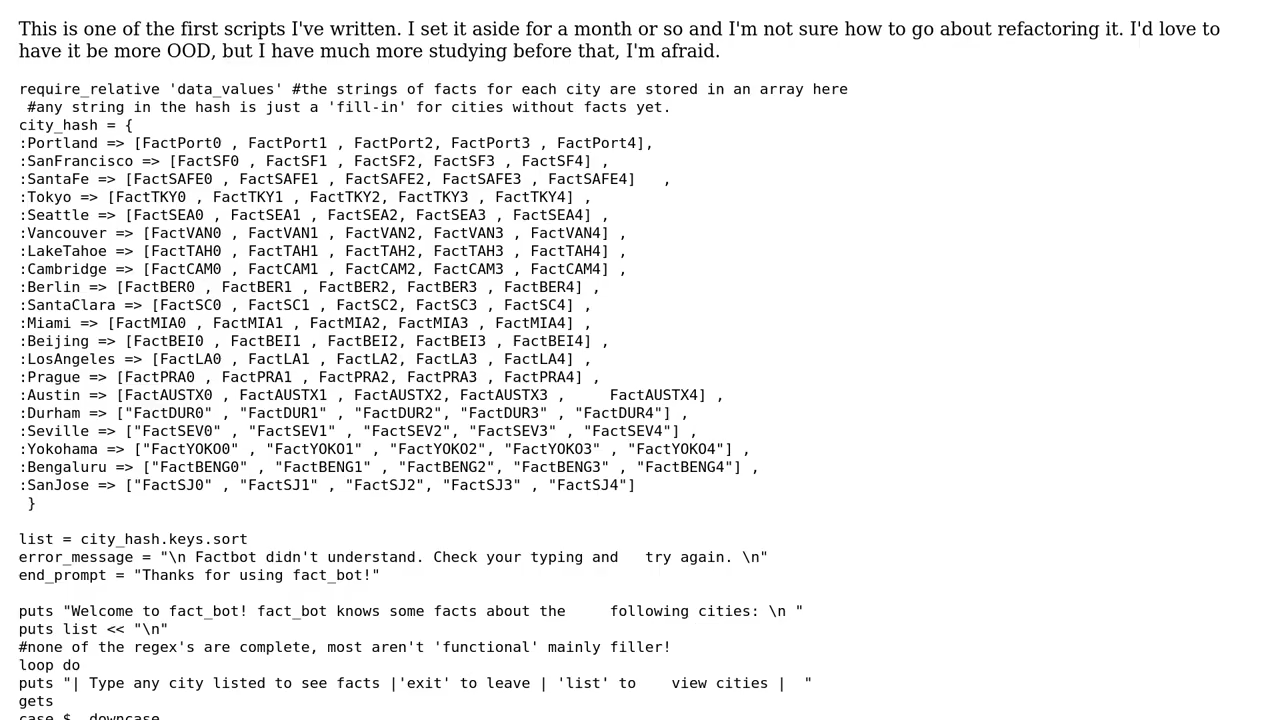 This is one of the first scripts I've written. I set it aside for a month or so and I'm not sure how to go about refactoring it. I'd love to
have it be more OOD, but I have much more studying before that, I'm afraid.
require_relative 'data_values' #the strings of facts for each city are stored in an array here
 #any string in the hash is just a 'fill-in' for cities without facts yet.
city_hash = {
:Portland => [FactPort0 , FactPort1 , FactPort2, FactPort3 , FactPort4],
:SanFrancisco => [FactSF0 , FactSF1 , FactSF2, FactSF3 , FactSF4] ,
:SantaFe => [FactSAFE0 , FactSAFE1 , FactSAFE2, FactSAFE3 , FactSAFE4]   ,
:Tokyo => [FactTKY0 , FactTKY1 , FactTKY2, FactTKY3 , FactTKY4] ,
:Seattle => [FactSEA0 , FactSEA1 , FactSEA2, FactSEA3 , FactSEA4] ,
:Vancouver => [FactVAN0 , FactVAN1 , FactVAN2, FactVAN3 , FactVAN4] ,
:LakeTahoe => [FactTAH0 , FactTAH1 , FactTAH2, FactTAH3 , FactTAH4] ,
:Cambridge => [FactCAM0 , FactCAM1 , FactCAM2, FactCAM3 , FactCAM4] ,
:Berlin => [FactBER0 , FactBER1 , FactBER2, FactBER3 , FactBER4] ,
:SantaClara => [FactSC0 , FactSC1 , FactSC2, FactSC3 , FactSC4] ,
:Miami => [FactMIA0 , FactMIA1 , FactMIA2, FactMIA3 , FactMIA4] ,
:Beijing => [FactBEI0 , FactBEI1 , FactBEI2, FactBEI3 , FactBEI4] ,
:LosAngeles => [FactLA0 , FactLA1 , FactLA2, FactLA3 , FactLA4] ,
:Prague => [FactPRA0 , FactPRA1 , FactPRA2, FactPRA3 , FactPRA4] ,
:Austin => [FactAUSTX0 , FactAUSTX1 , FactAUSTX2, FactAUSTX3 ,     FactAUSTX4] ,
:Durham => ["FactDUR0" , "FactDUR1" , "FactDUR2", "FactDUR3" , "FactDUR4"] ,
:Seville => ["FactSEV0" , "FactSEV1" , "FactSEV2", "FactSEV3" , "FactSEV4"] ,
:Yokohama => ["FactYOKO0" , "FactYOKO1" , "FactYOKO2", "FactYOKO3" , "FactYOKO4"] ,
:Bengaluru => ["FactBENG0" , "FactBENG1" , "FactBENG2", "FactBENG3" , "FactBENG4"] ,
:SanJose => ["FactSJ0" , "FactSJ1" , "FactSJ2", "FactSJ3" , "FactSJ4"]
 }
list = city_hash.keys.sort
error_message = "\n Factbot didn't understand. Check your typing and   try again. \n"
end_prompt = "Thanks for using fact_bot!"
puts "Welcome to fact_bot! fact_bot knows some facts about the     following cities: \n "
puts list << "\n"
#none of the regex's are complete, most aren't 'functional' mainly filler!
loop do
puts "| Type any city listed to see facts |'exit' to leave | 'list' to    view cities |  "
gets
case $_.downcase